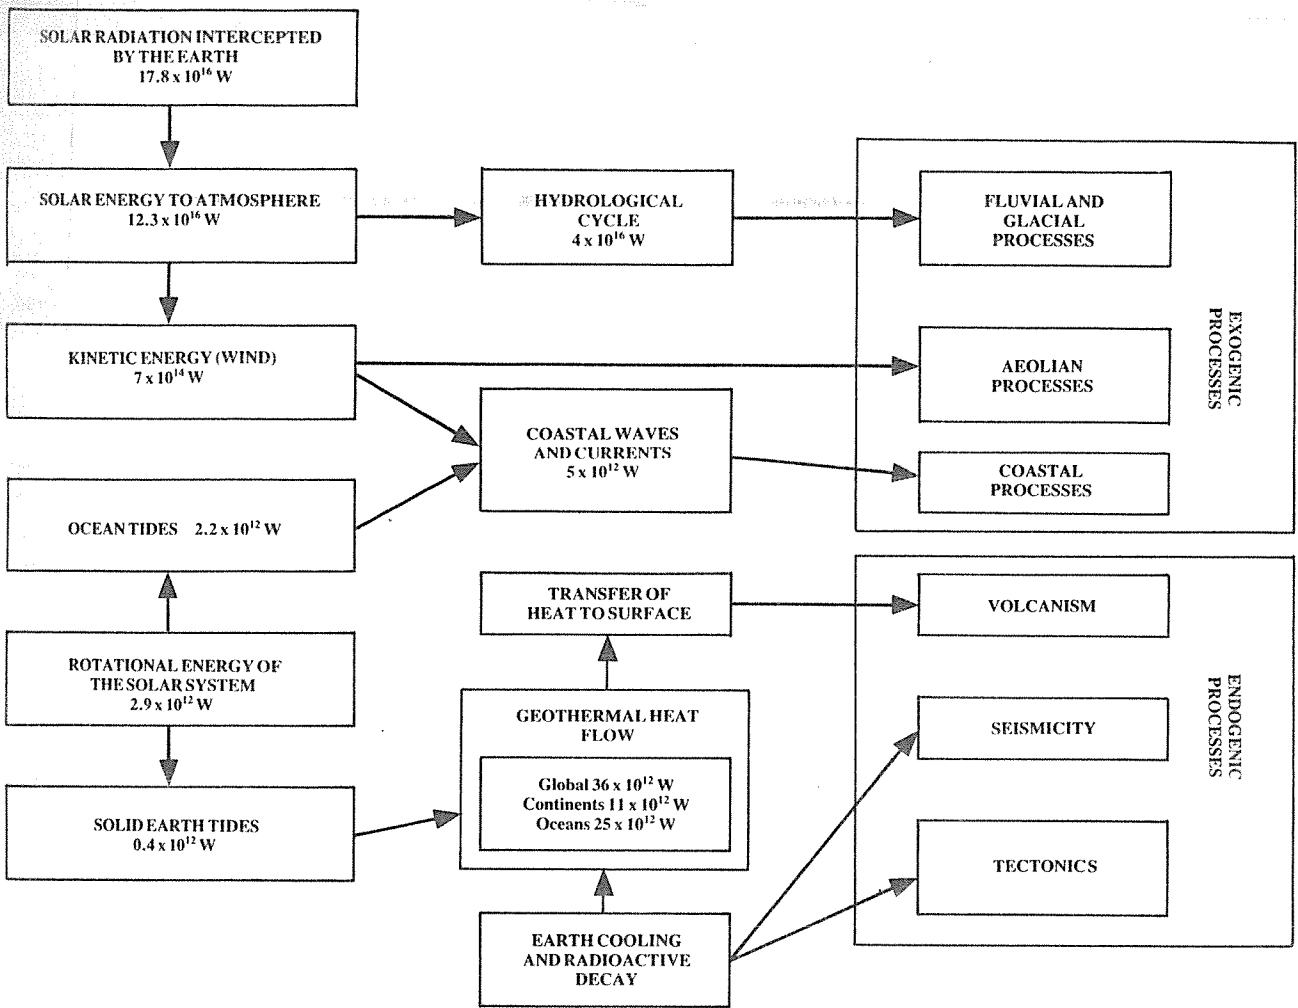 SOLAR RADIATION INTERCEPTED
BY THE EARTH
17.8 x 10¹⁶ W
SOLAR ENERGY TO ATMOSPHERE
12.3 x 10¹⁶ W
HYDROLOGICAL
CYCLE
4 x 10¹⁶ W
FLUVIAL AND
GLACIAL
PROCESSES
KINETIC ENERGY (WIND)
7 x 10¹⁴ W
AEOLIAN
PROCESSES
COASTAL WAVES
AND CURRENTS
5 x 10¹² W
COASTAL
PROCESSES
EXOGENIC
PROCESSES
OCEAN TIDES 2.2 x 10¹² W
TRANSFER OF
HEAT TO SURFACE
VOLCANISM
ROTATIONAL ENERGY OF
THE SOLAR SYSTEM
2.9 x 10¹² W
GEOTHERMAL HEAT
FLOW
Global 36 x 10¹² W
Continents 11 x 10¹² W
Oceans 25 x 10¹² W
SEISMICITY
SOLID EARTH TIDES
0.4 x 10¹² W
TECTONICS
ENDOGENIC
PROCESSES
EARTH COOLING
AND RADIOACTIVE
DECAY